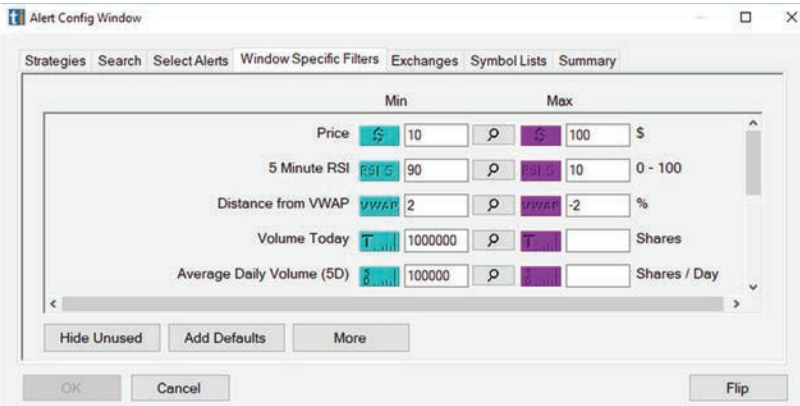 Alert Config Window
Strategies Search Select Alerts Window Specific Filters Exchanges Symbol Lists Summary
Min Max
Price $ 10 $ 100 $
5 Minute RSI RSI 5 90 RSI 5 10 0 - 100
Distance from VWAP VWAP 2 VWAP -2 %
Volume Today T 1000000 T Shares
Average Daily Volume (5D) 5 D 100000 5 D Shares / Day
Hide Unused Add Defaults More
OK Cancel Flip